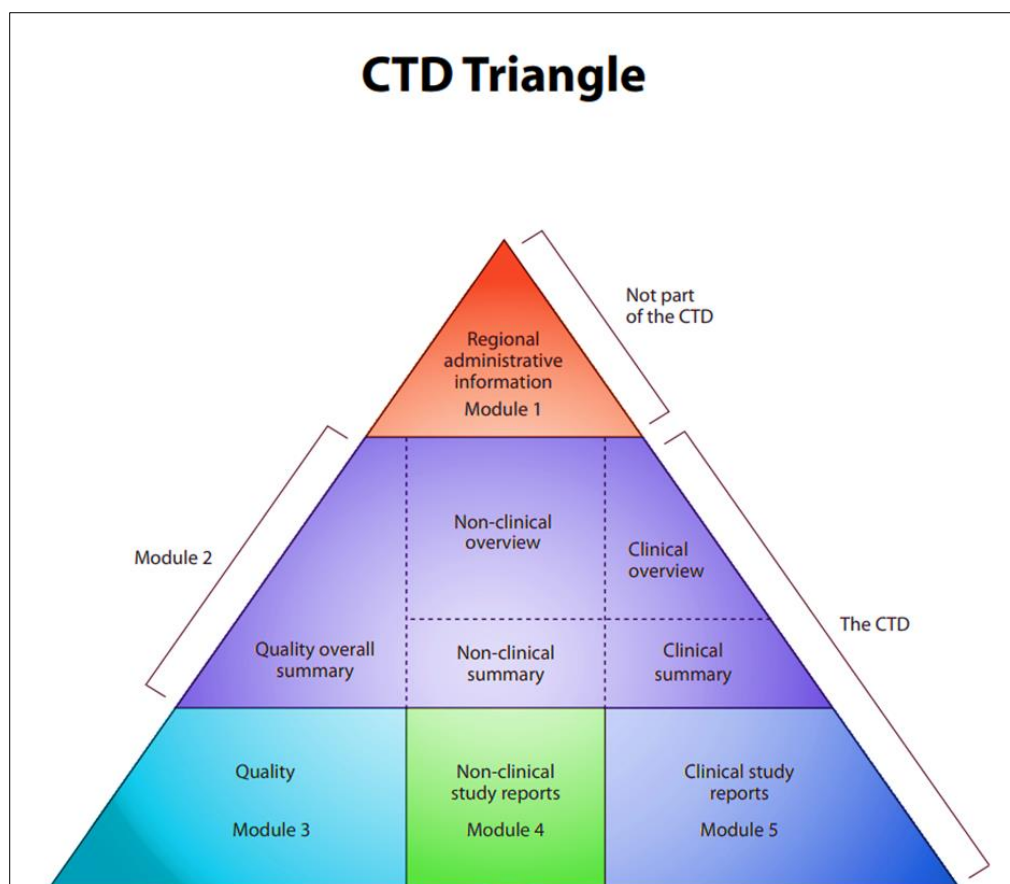 CTD Triangle
Not part
of the CTD
Regional
administrative
information
Module 1
Module 2
Non-clinical
overview
Clinical
overview
The CTD
Quality overall
summary
Non-clinical
summary
Clinical
summary
Quality
Module 3
Non-clinical
study reports
Module 4
Clinical study
reports
Module 5